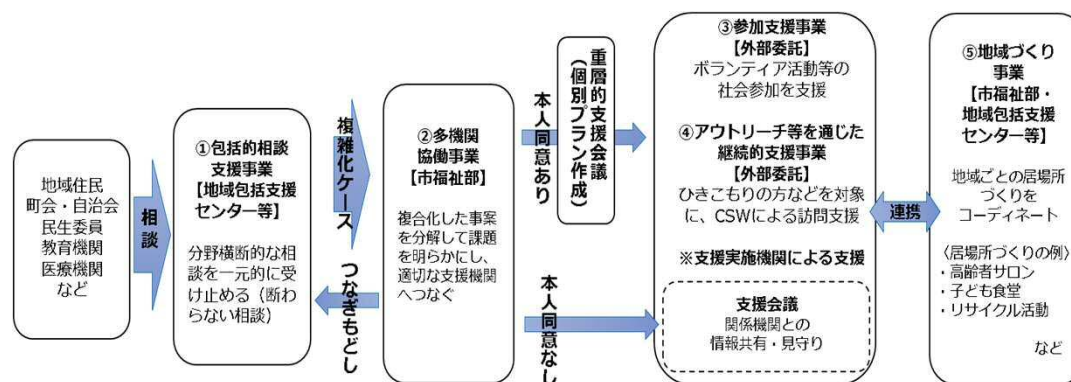 地域住民
町会・自治会
民生委員
教育機関
医療機関
など
相談
①包括的相談
支援事業
【地域包括支援
センター等】
分野横断的な相
談を一元的に受
け止める（断わ
らない相談）
複雑化ケース
つなぎもどし
②多機関
協働事業
【市福祉部】
複合化した事案
を分解して課題
を明らかにし、
適切な支援機関
へつなぐ
本人同意あり
重層的支援会議
（個別プラン作成）
本人同意なし
③参加支援事業
【外部委託】
ボランティア活動等の
社会参加を支援
④アウトリーチ等を通じた
継続的支援事業
【外部委託】
ひきこもりの方などを対象
に、CSWによる訪問支援
※支援実施機関による支援
支援会議
関係機関との
情報共有・見守り
連携
⑤地域づくり
事業
【市福祉部・
地域包括支援
センター等】
地域ごとの居場所
づくりを
コーディネート
〈居場所づくりの例〉
・高齢者サロン
・子ども食堂
・リサイクル活動
など